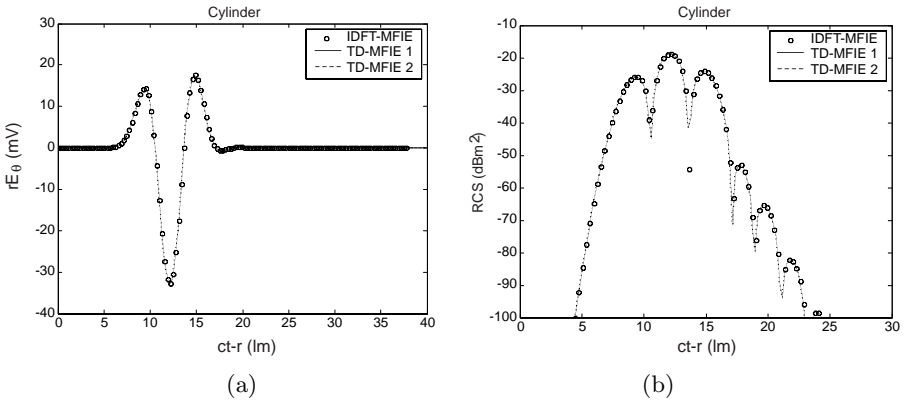 Cylinder
30
20
10
0
-10
-20
-30
-40
rE θ (mV)
IDFT-MFIE
TD-MFIE 1
TD-MFIE 2
0 5 10 15 20 25 30 35 40
ct-r (lm)
(a)
Cylinder
-10
-20
-30
-40
-50
-60
-70
-80
-90
-100
RCS (dBm2)
IDFT-MFIE
TD-MFIE 1
TD-MFIE 2
0 5 10 15 20 25 30
ct-r (lm)
(b)